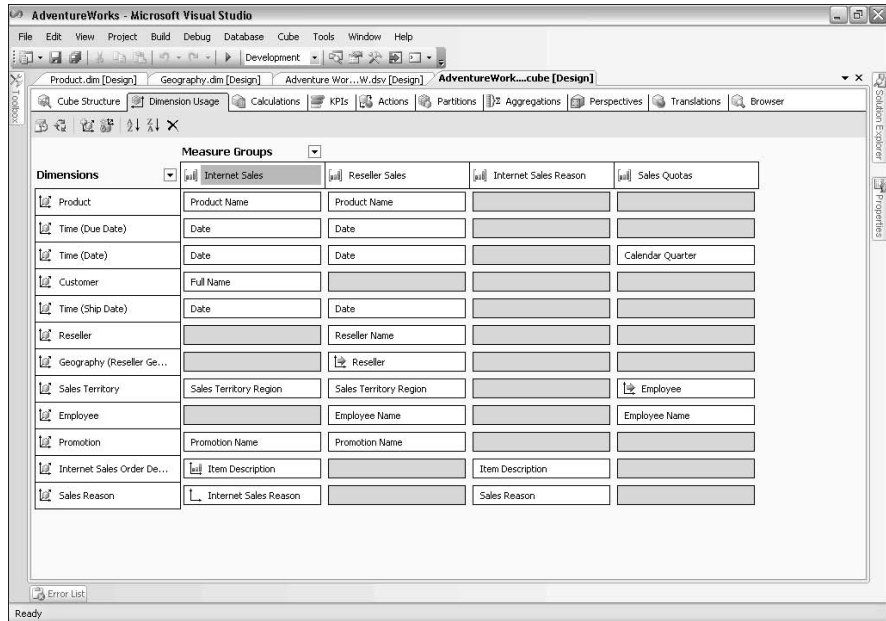 AdventureWorks - Microsoft Visual Studio
File Edit View Project Build Debug Database Cube Tools Window Help
Development
Product.dim [Design] Geography.dim [Design] Adventure Wor...W.dsv [Design] AdventureWork....cube [Design]
Cube Structure Dimension Usage Calculations KPIs Actions Partitions Aggregations Perspectives Translations Browser
Measure Groups
Dimensions Internet Sales Reseller Sales Internet Sales Reason Sales Quotas
Product Product Name Product Name
Time (Due Date) Date Date
Time (Date) Date Date Calendar Quarter
Customer Full Name
Time (Ship Date) Date Date
Reseller Reseller Name
Geography (Reseller Ge... Reseller
Sales Territory Sales Territory Region Sales Territory Region Employee
Employee Employee Name Employee Name
Promotion Promotion Name Promotion Name
Internet Sales Order De... Item Description Item Description
Sales Reason Internet Sales Reason Sales Reason
Toolbox
Solution Explorer
Properties
Error List
Ready